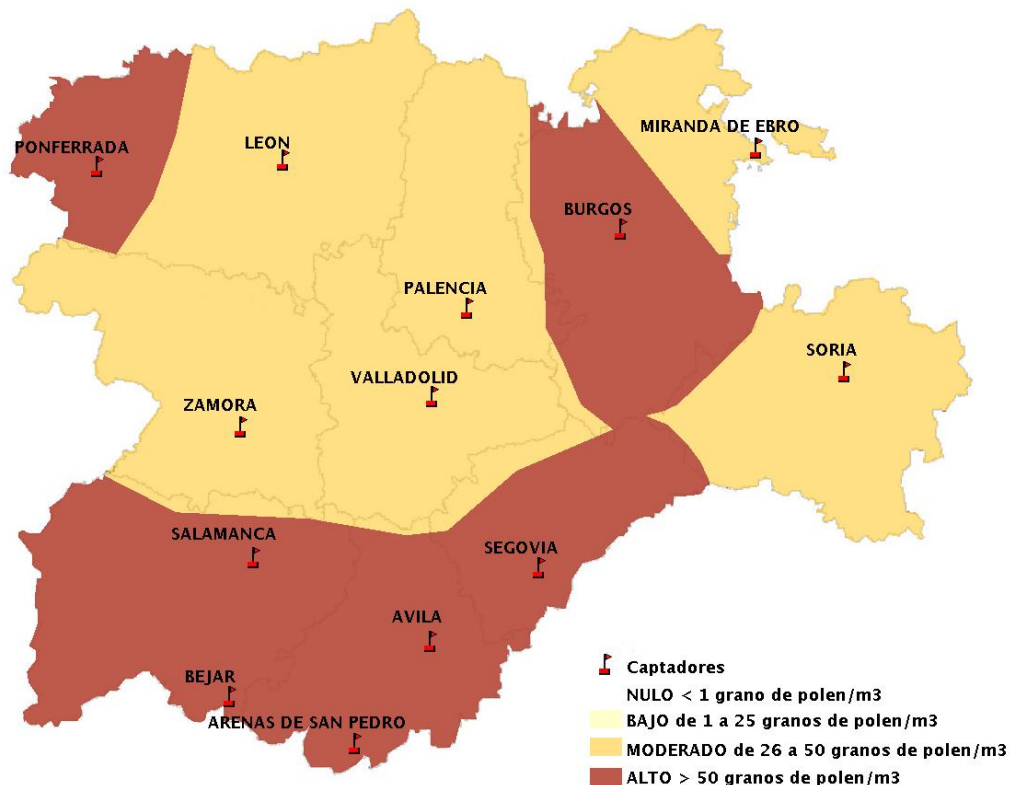 MIRANDA DE EBRO
PONFERRADA
LEON
BURGOS
PALENCIA
SORIA
VALLADOLID
ZAMORA
SALAMANCA
SEGOVIA
AVILA
BEJAR
ARENAS DE SAN PEDRO
Captadores
NULO < 1 grano de polen/m3
BAJO de 1 a 25 granos de polen/m3
MODERADO de 26 a 50 granos de polen/m3
ALTO > 50 granos de polen/m3